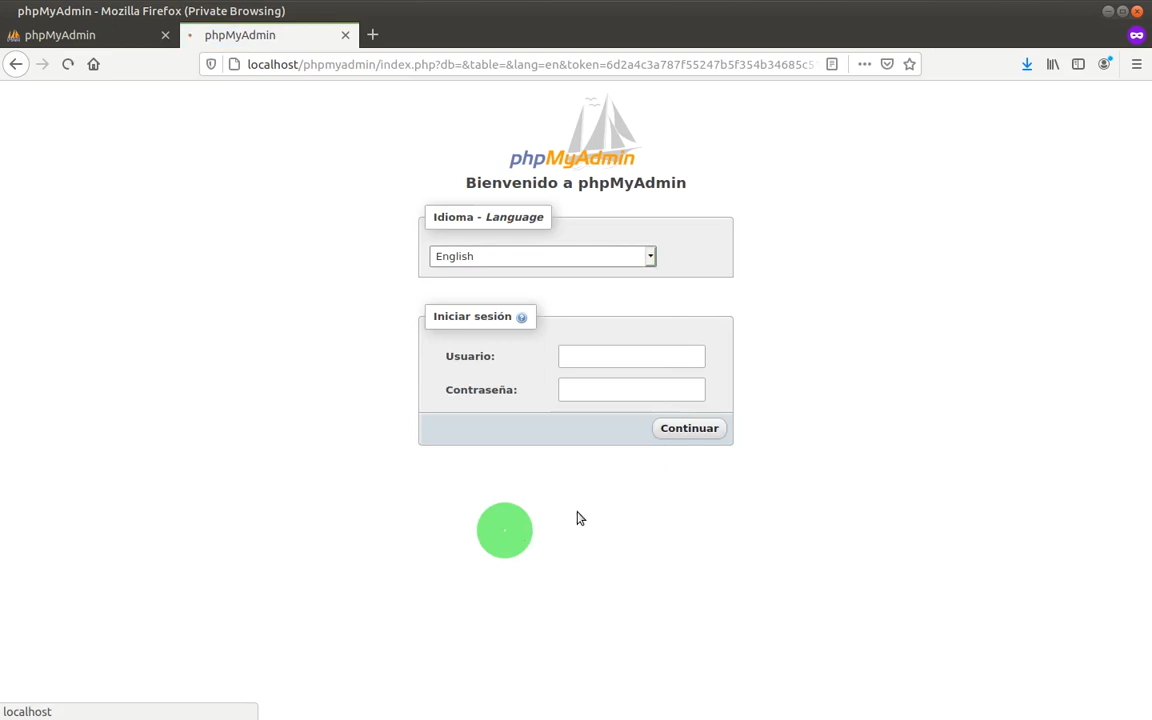 phpMyAdmin - Mozilla Firefox (Private Browsing)
phpMyAdmin
phpMyAdmin
localhost/phpmyadmin/index.php?db=&table=&lang=en&token=6d2a4c3a787f55247b5f354b34685c5
phpMyAdmin
Bienvenido a phpMyAdmin
Idioma - Language
English
Iniciar sesión
Usuario:
Contraseña:
Continuar
localhost